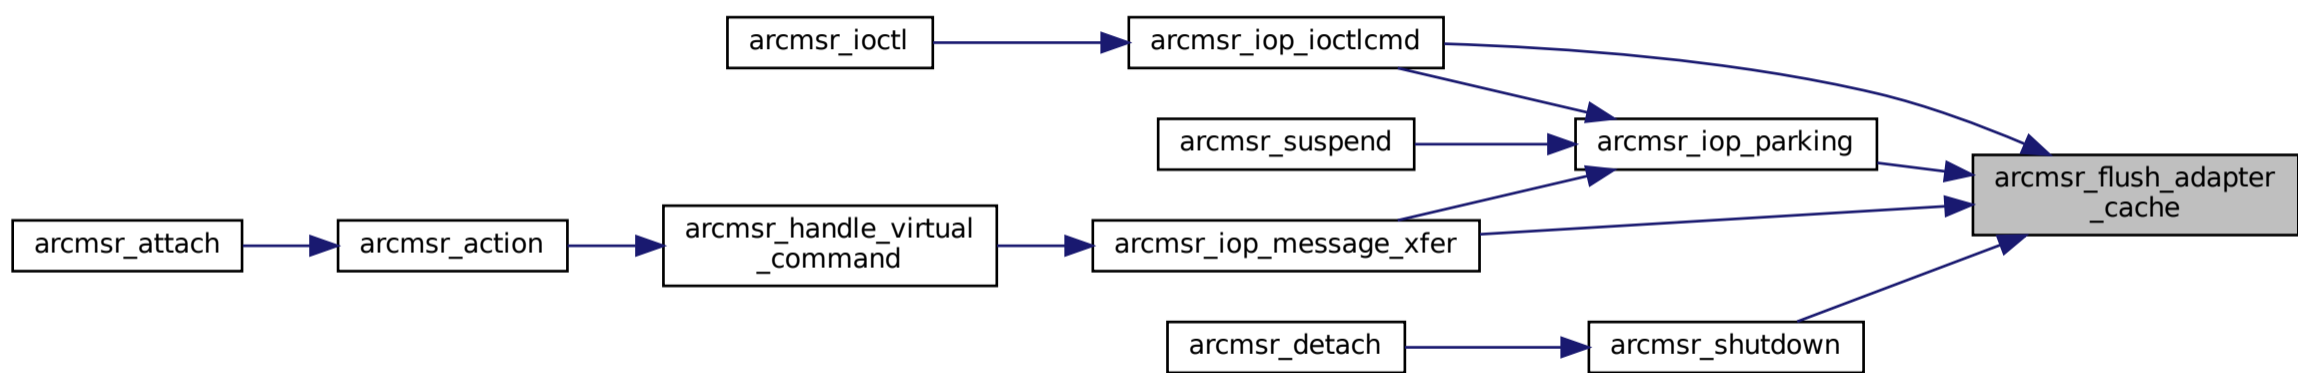 arcmsr_ioctl
arcmsr_iop_ioctlcmd
arcmsr_suspend
arcmsr_iop_parking
arcmsr_flush_adapter
_cache
arcmsr_attach
arcmsr_action
arcmsr_handle_virtual
_command
arcmsr_iop_message_xfer
arcmsr_detach
arcmsr_shutdown